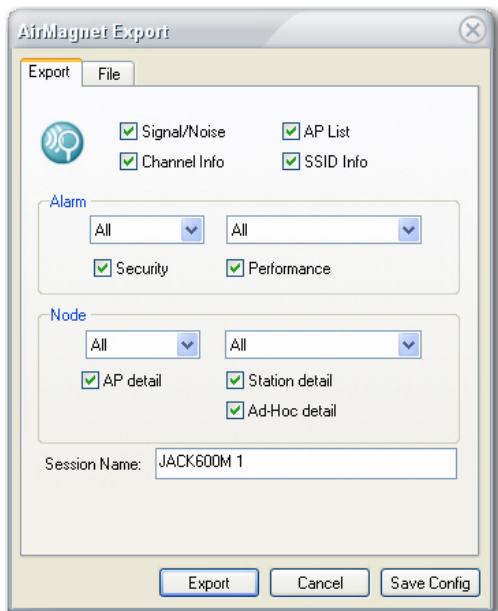 AirMagnet Export
Export File
Signal/Noise AP List
Channel Info SSID Info
Alarm
All All
Security Performance
Node
All All
AP detail Station detail
Ad-Hoc detail
Session Name: JACK600M 1
Export Cancel Save Config